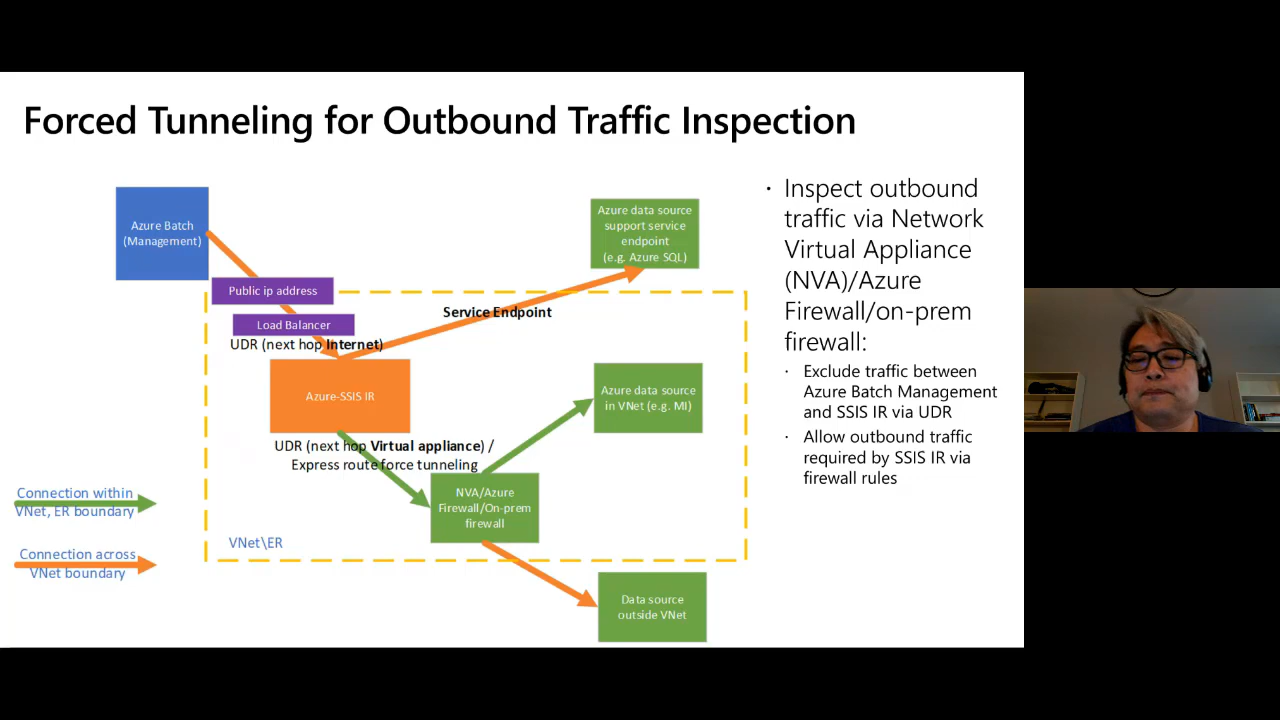 Forced Tunneling for Outbound Traffic Inspection
Azure Batch
(Management)
Public ip address
Load Balancer
UDR (next hop Internet)
Azure-SSIS IR
Service Endpoint
Azure data source
support service
endpoint
(e.g. Azure SQL)
Azure data source
in VNet (e.g. MI)
UDR (next hop Virtual appliance) /
Express route force tunneling
NVA/Azure
Firewall/On-prem
firewall
VNet\ER
Data source
outside VNet
Connection within
VNet, ER boundary
Connection across
VNet boundary
· Inspect outbound
traffic via Network
Virtual Appliance
(NVA)/Azure
Firewall/on-prem
firewall:
· Exclude traffic between
Azure Batch Management
and SSIS IR via UDR
· Allow outbound traffic
required by SSIS IR via
firewall rules